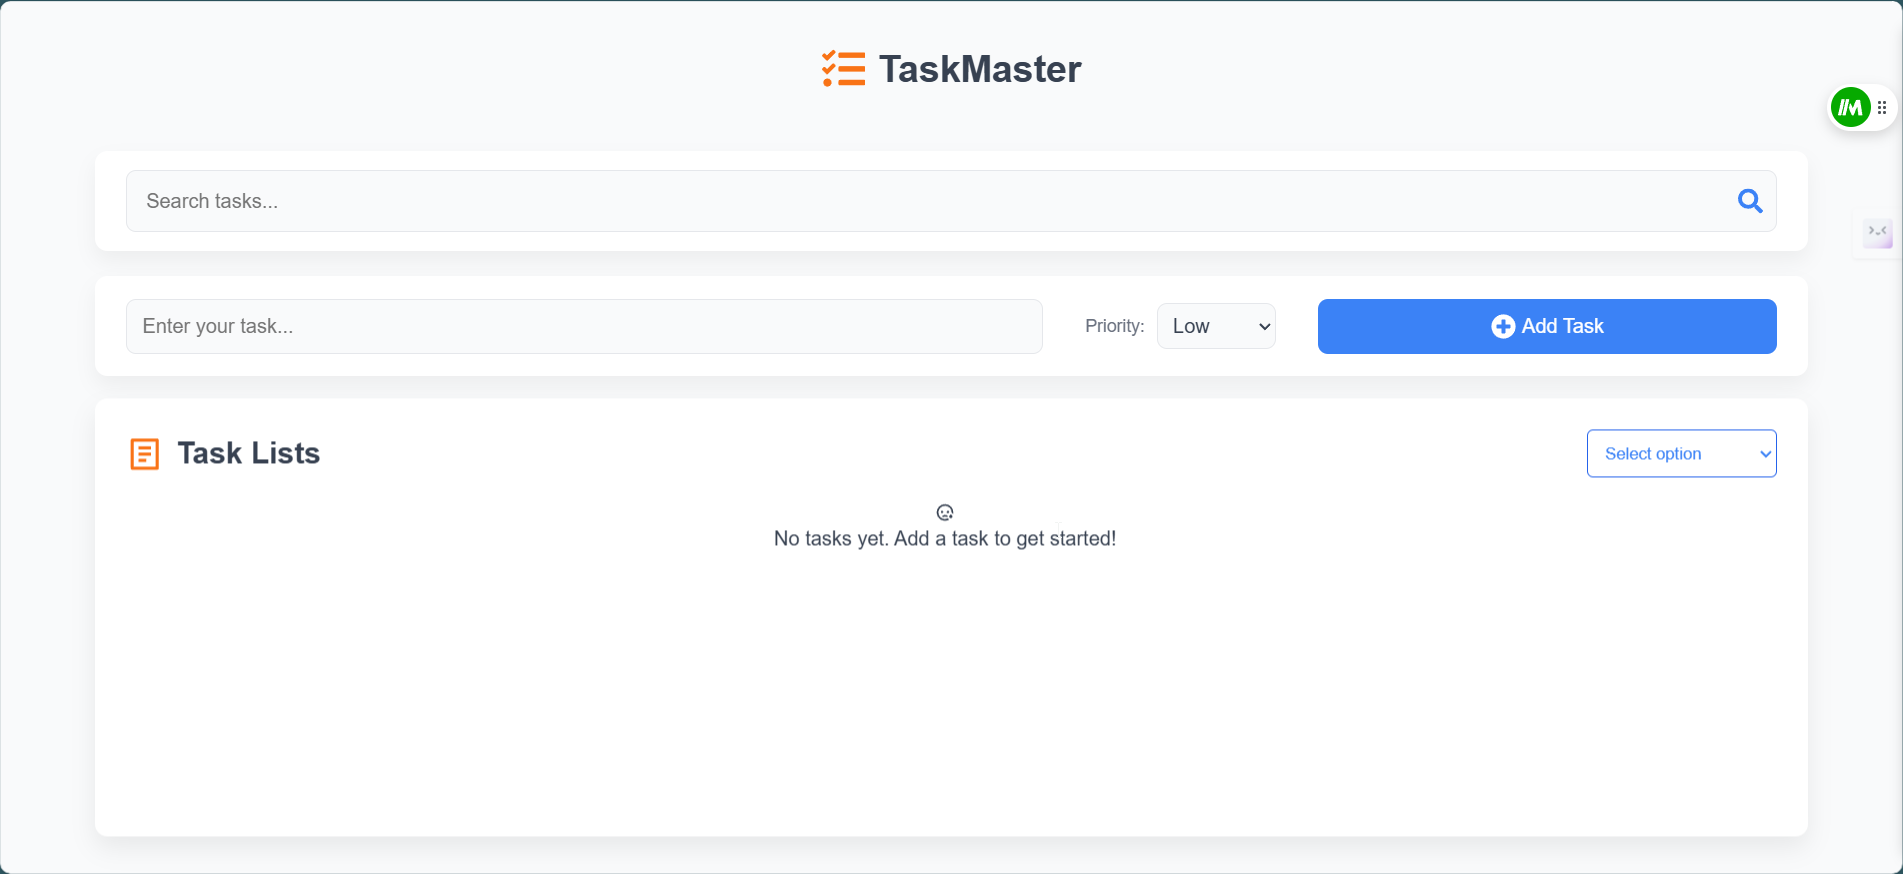 TaskMaster
Search tasks...
Enter your task...
Priority:
Low
Add Task
Task Lists
Select option
No tasks yet. Add a task to get started!